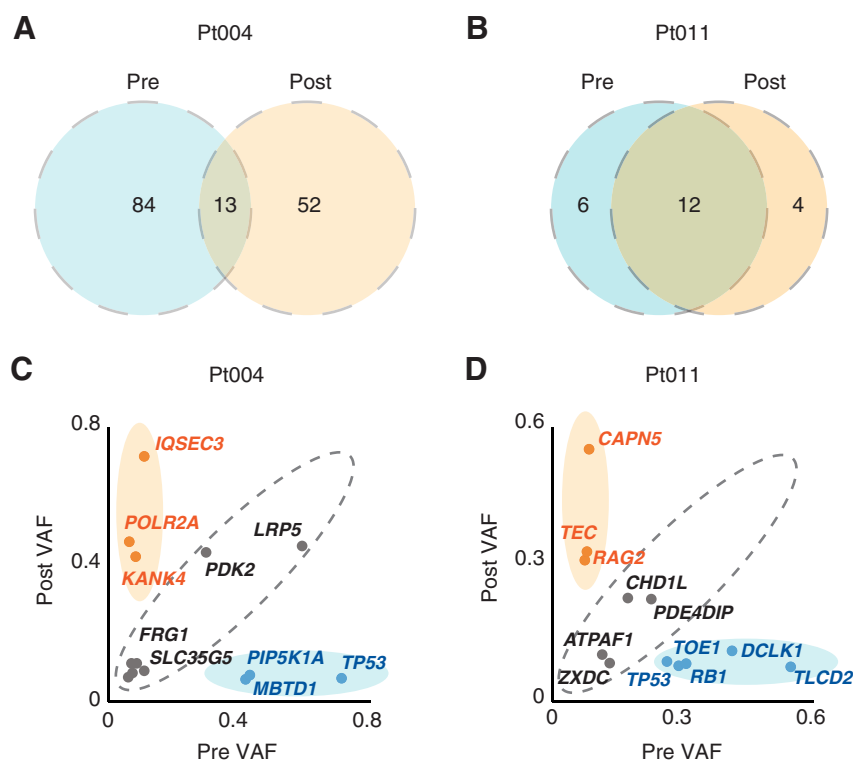 A
Pt004
Pre
Post
84
13
52
B
Pt011
Pre
Post
6
12
4
C
Pt004
0.8
0.4
0
Post VAF
IQSEC3
POLR2A
KANK4
LRP5
PDK2
FRG1
SLC35G5
PIP5K1A
TP53
MBTD1
0
0.4
0.8
Pre VAF
D
Pt011
0.6
0.3
0
Post VAF
CAPN5
TEC
RAG2
CHD1L
PDE4DIP
ATPAF1
ZXDC
TOE1
DCLK1
TP53
RB1
TLCD2
0
0.3
0.6
Pre VAF